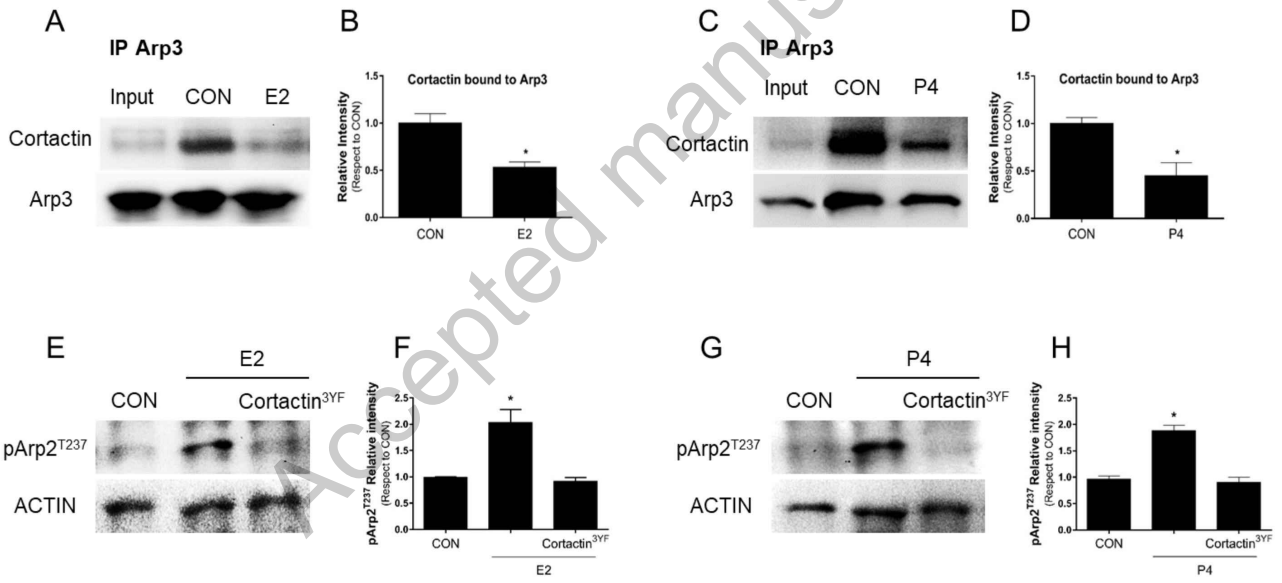 A
IP Arp3
Input CON E2
Cortactin
Arp3
B
Cortactin bound to Arp3
Relative Intensity
(Respect to CON)
1.5
1.0
0.5
0.0
*
CON E2
C
IP Arp3
Input CON P4
Cortactin
Arp3
D
Cortactin bound to Arp3
Relative Intensity
(Respect to CON)
1.5
1.0
0.5
0.0
*
CON P4
E
E2
CON Cortactin3YF
pArp2T237
ACTIN
F
pArp2T237 Relative intensity
(Respect to CON)
2.5
2.0
1.5
1.0
0.5
0.0
*
CON Cortactin3YF
E2
G
P4
CON Cortactin3YF
pArp2T237
ACTIN
H
pArp2T237 Relative intensity
(Respect to CON)
2.5
2.0
1.5
1.0
0.5
0.0
*
CON Cortactin3YF
P4
Accepted manus